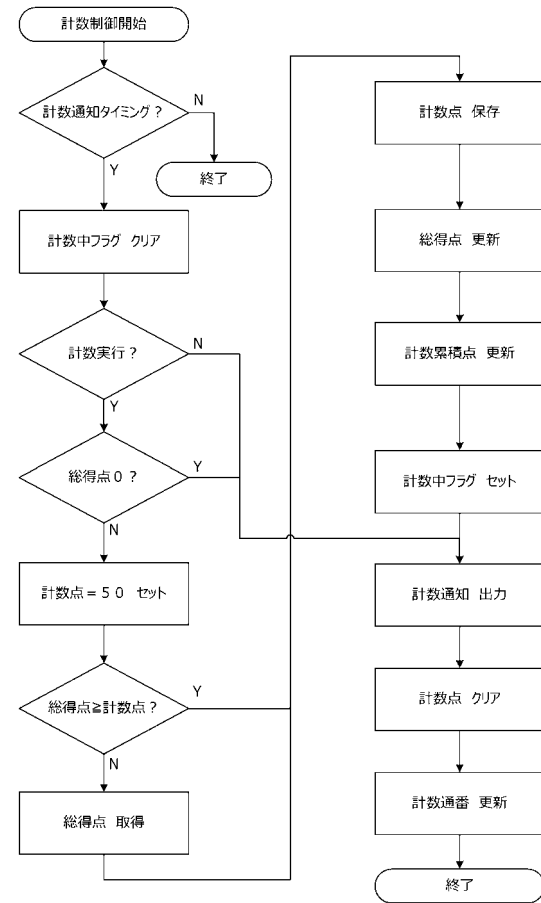 計数制御開始
計数通知タイミング？
N
Y
終了
計数中フラグ クリア
計数実行？
N
Y
総得点０？
Y
N
計数点＝５０ セット
総得点≧計数点？
Y
N
総得点 取得
計数点 保存
総得点 更新
計数累積点 更新
計数中フラグ セット
計数通知 出力
計数点 クリア
計数通番 更新
終了